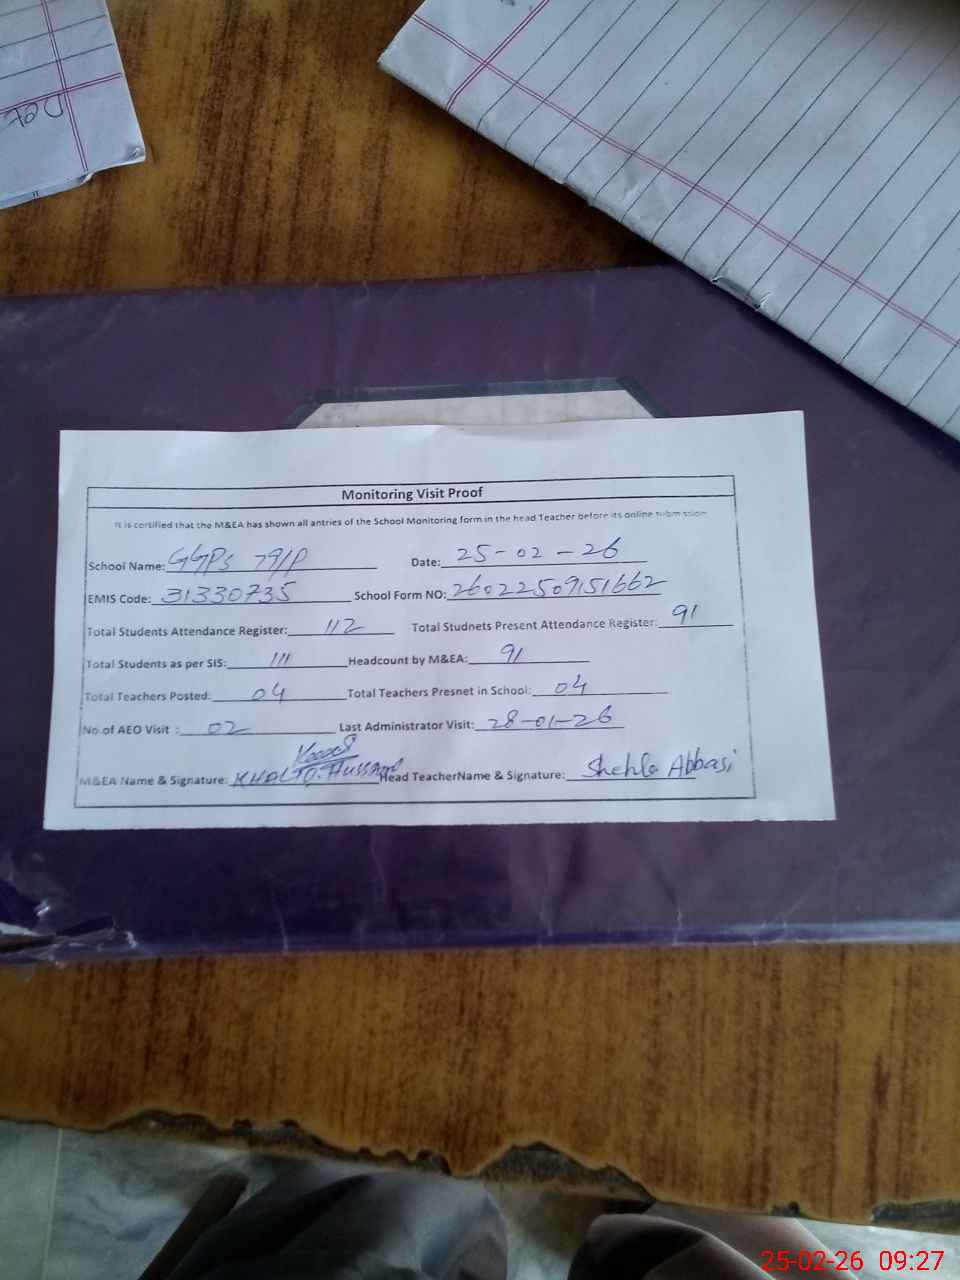 Monitoring Visit Proof
It is certified that the M&EA has shown all antries of the School Monitoring form in the head Teacher before its online submission
School Name: GGPS 79/P Date: 25-02-26
EMIS Code: 31330735 School Form NO: 26022509151662
Total Students Attendance Register: 112 Total Studnets Present Attendance Register: 91
Total Students as per SIS: 111 Headcount by M&EA: 91
Total Teachers Posted: 04 Total Teachers Presnet in School: 04
No of AEO Visit : 02 Last Administrator Visit: 28-01-26
M&EA Name & Signature: Hussain Head TeacherName & Signature: Shehla Abbasi
25-02-26 09:27